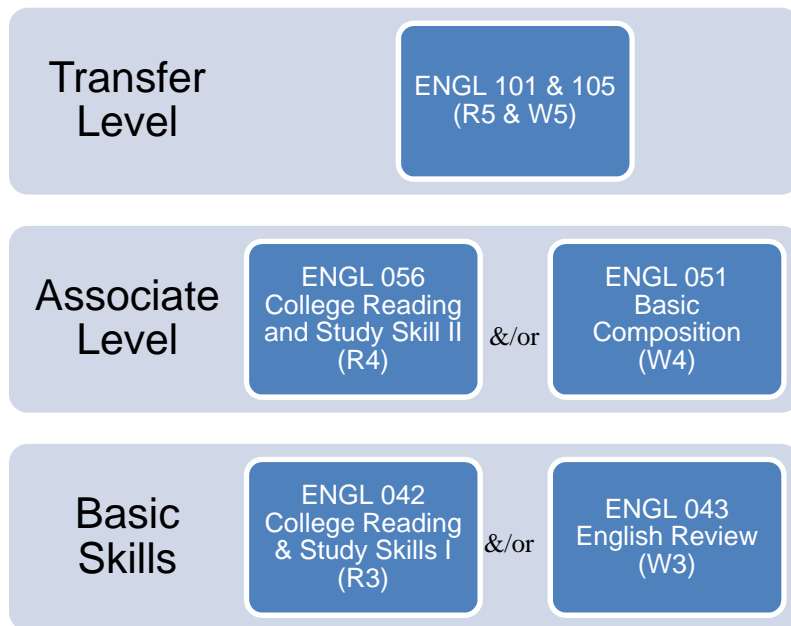 Transfer
Level
ENGL 101 & 105
(R5 & W5)
Associate
Level
ENGL 056
College Reading
and Study Skill II
(R4)
&/or
ENGL 051
Basic
Composition
(W4)
Basic
Skills
ENGL 042
College Reading
& Study Skills I
(R3)
&/or
ENGL 043
English Review
(W3)